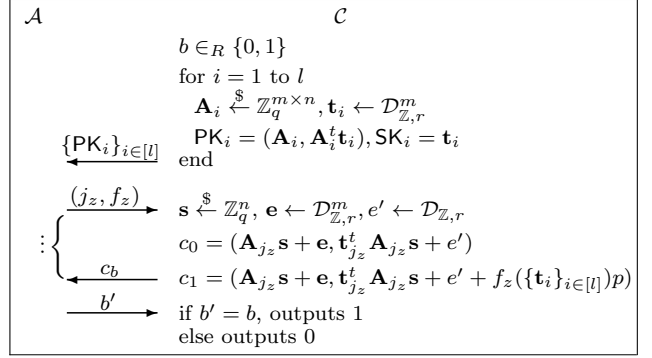 𝒜 𝒞
b ∈_R {0, 1}
for i = 1 to l
𝐀_i ←^$ ℤ_q^{m×n}, 𝐭_i ← 𝒟_{ℤ,r}^m
{PK_i}_{i∈[l]} PK_i = (𝐀_i, 𝐀_i^t 𝐭_i), SK_i = 𝐭_i
end
(j_z, f_z) 𝐬 ←^$ ℤ_q^n, 𝐞 ← 𝒟_{ℤ,r}^m, e′ ← 𝒟_{ℤ,r}
⋮{ c_0 = (𝐀_{j_z}𝐬 + 𝐞, 𝐭_{j_z}^t 𝐀_{j_z}𝐬 + e′)
c_b c_1 = (𝐀_{j_z}𝐬 + 𝐞, 𝐭_{j_z}^t 𝐀_{j_z}𝐬 + e′ + f_z({𝐭_i}_{i∈[l]})p)
b′ if b′ = b, outputs 1
else outputs 0